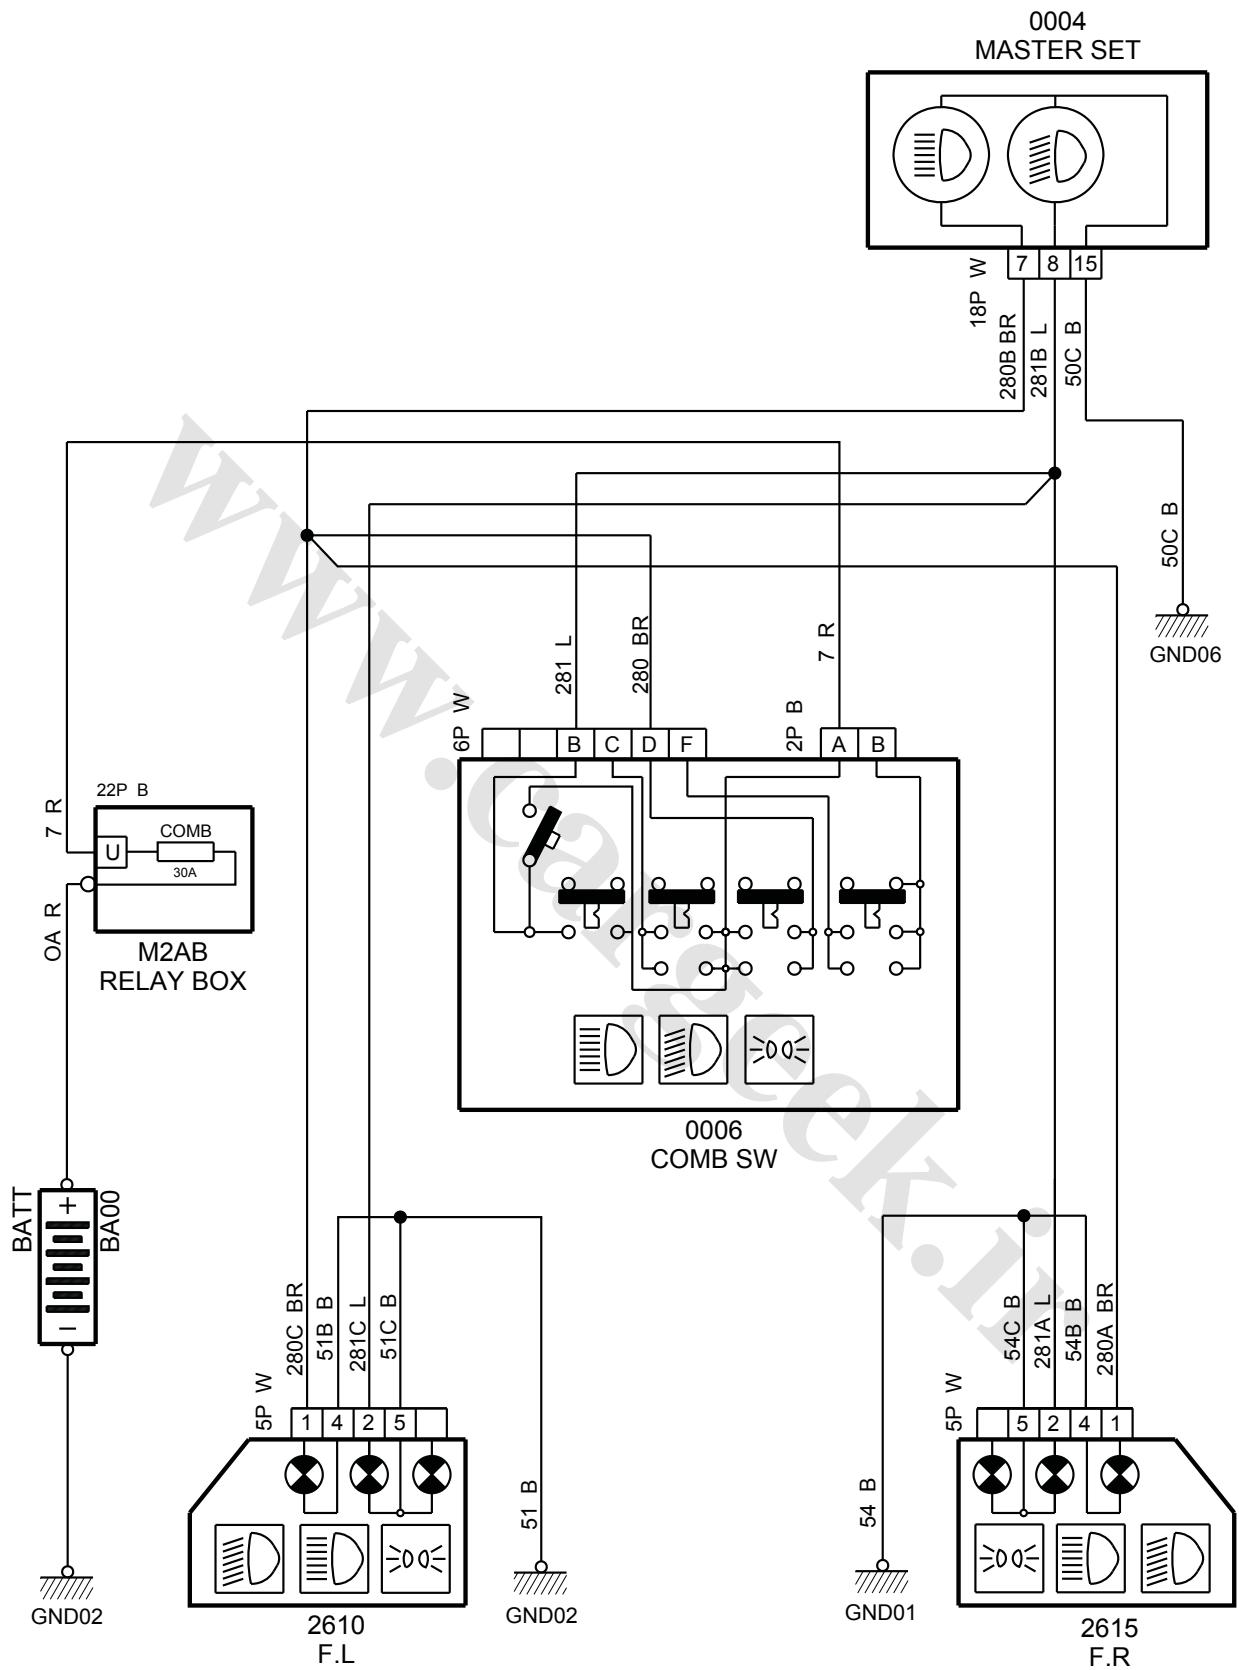 0004
MASTER SET
7 8 15
18P W
280B BR
281B L
50C B
50C B
GND06
281 L
280 BR
7 R
6P W
2P B
B C D F
A B
22P B
7 R
U
COMB
30A
OA R
M2AB
RELAY BOX
0006
COMB SW
BATT
+
−
BA00
GND02
280C BR
51B B
281C L
51C B
5P W
1 4 2 5
51 B
GND02
2610
F.L
54C B
281A L
54B B
280A BR
5P W
5 2 4 1
54 B
GND01
2615
F.R
www.cargeek.ir